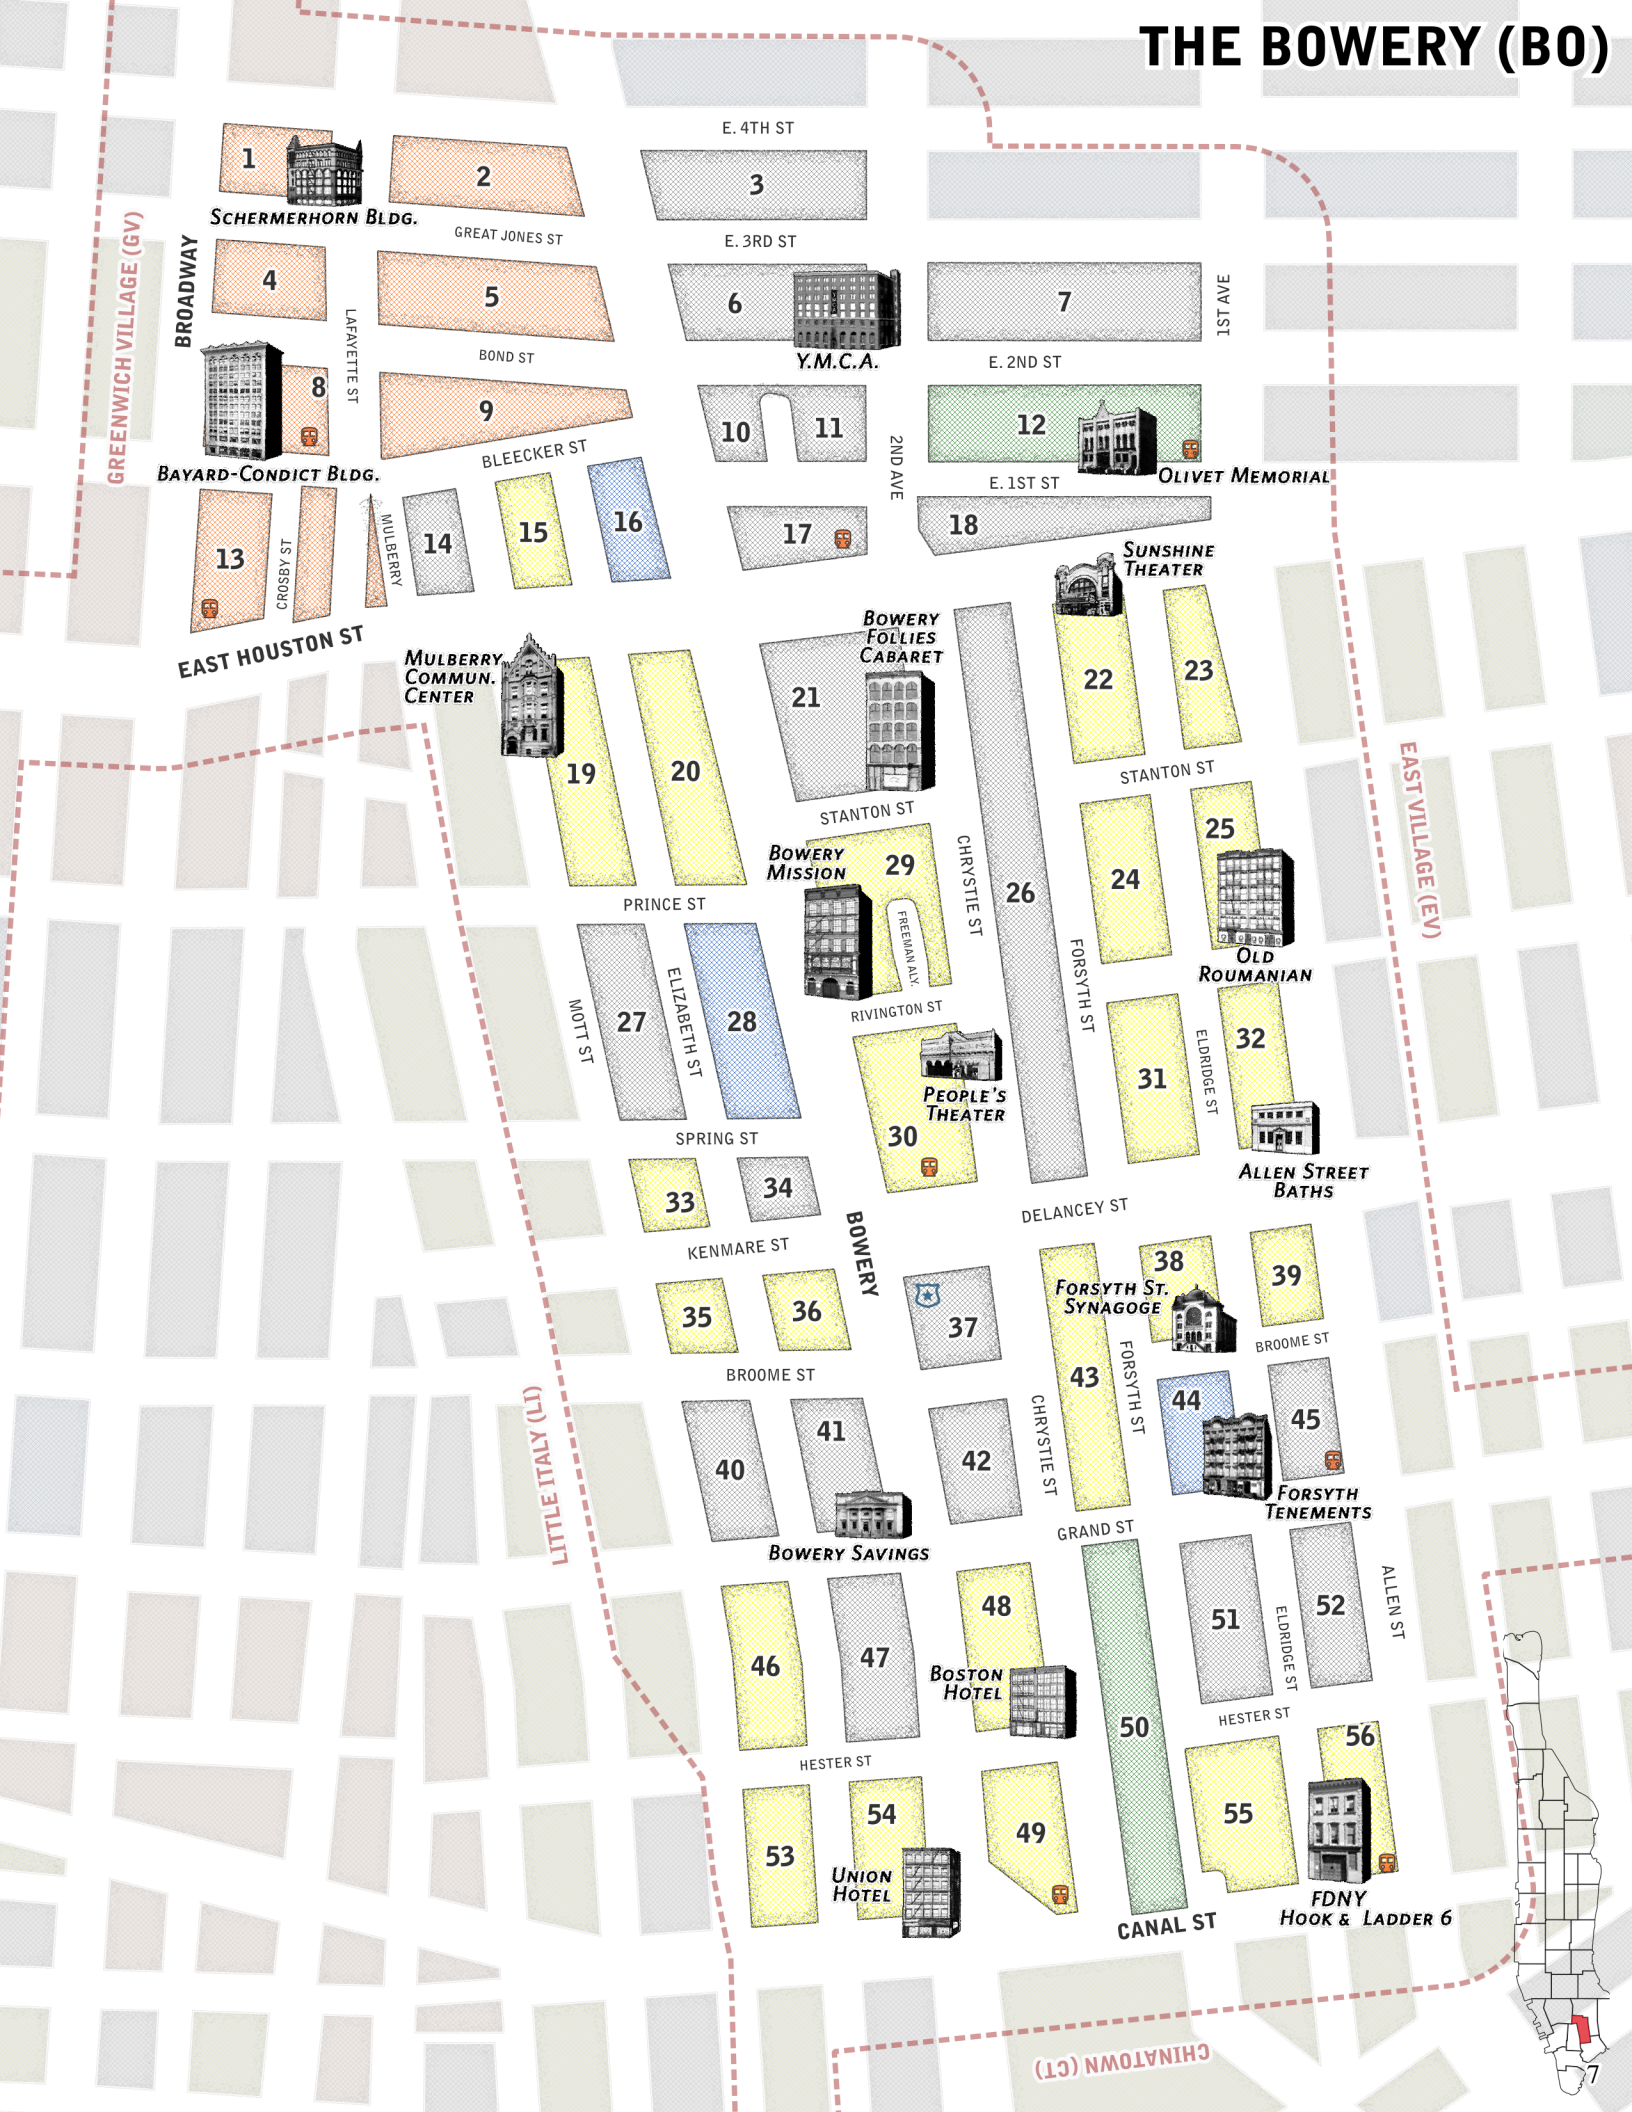 THE BOWERY (BO)
E. 4TH ST
1
2
3
SCHERMERHORN BLDG.
GREAT JONES ST
E. 3RD ST
GREENWICH VILLAGE (GV)
BROADWAY
4
5
6
7
1ST AVE
LAFAYETTE ST
BOND ST
Y.M.C.A.
E. 2ND ST
8
9
10
11
12
2ND AVE
BLEECKER ST
BAYARD-CONDICT BLDG.
OLIVET MEMORIAL
E. 1ST ST
13
CROSBY ST
MULBERRY
14
15
16
17
18
SUNSHINE
THEATER
EAST HOUSTON ST
MULBERRY
COMMUN.
CENTER
BOWERY
FOLLIES
CABARET
19
20
21
22
23
STANTON ST
STANTON ST
EAST VILLAGE (EV)
BOWERY
MISSION
29
CHRYSTIE ST
26
24
25
PRINCE ST
FREEMAN ALY.
FORSYTH ST
OLD
ROUMANIAN
RIVINGTON ST
MOTT ST
27
ELIZABETH ST
28
PEOPLE'S
THEATER
30
31
ELDRIDGE ST
32
SPRING ST
ALLEN STREET
BATHS
33
34
DELANCEY ST
KENMARE ST
BOWERY
35
36
37
FORSYTH ST.
SYNAGOGE
38
39
BROOME ST
BROOME ST
43
FORSYTH ST
CHRYSTIE ST
LITTLE ITALY (LI)
40
41
42
44
45
BOWERY SAVINGS
FORSYTH
TENEMENTS
GRAND ST
46
47
48
BOSTON
HOTEL
50
51
ELDRIDGE ST
52
ALLEN ST
HESTER ST
HESTER ST
53
54
UNION
HOTEL
49
55
56
FDNY
HOOK & LADDER 6
CANAL ST
CHINATOWN (CT)
7